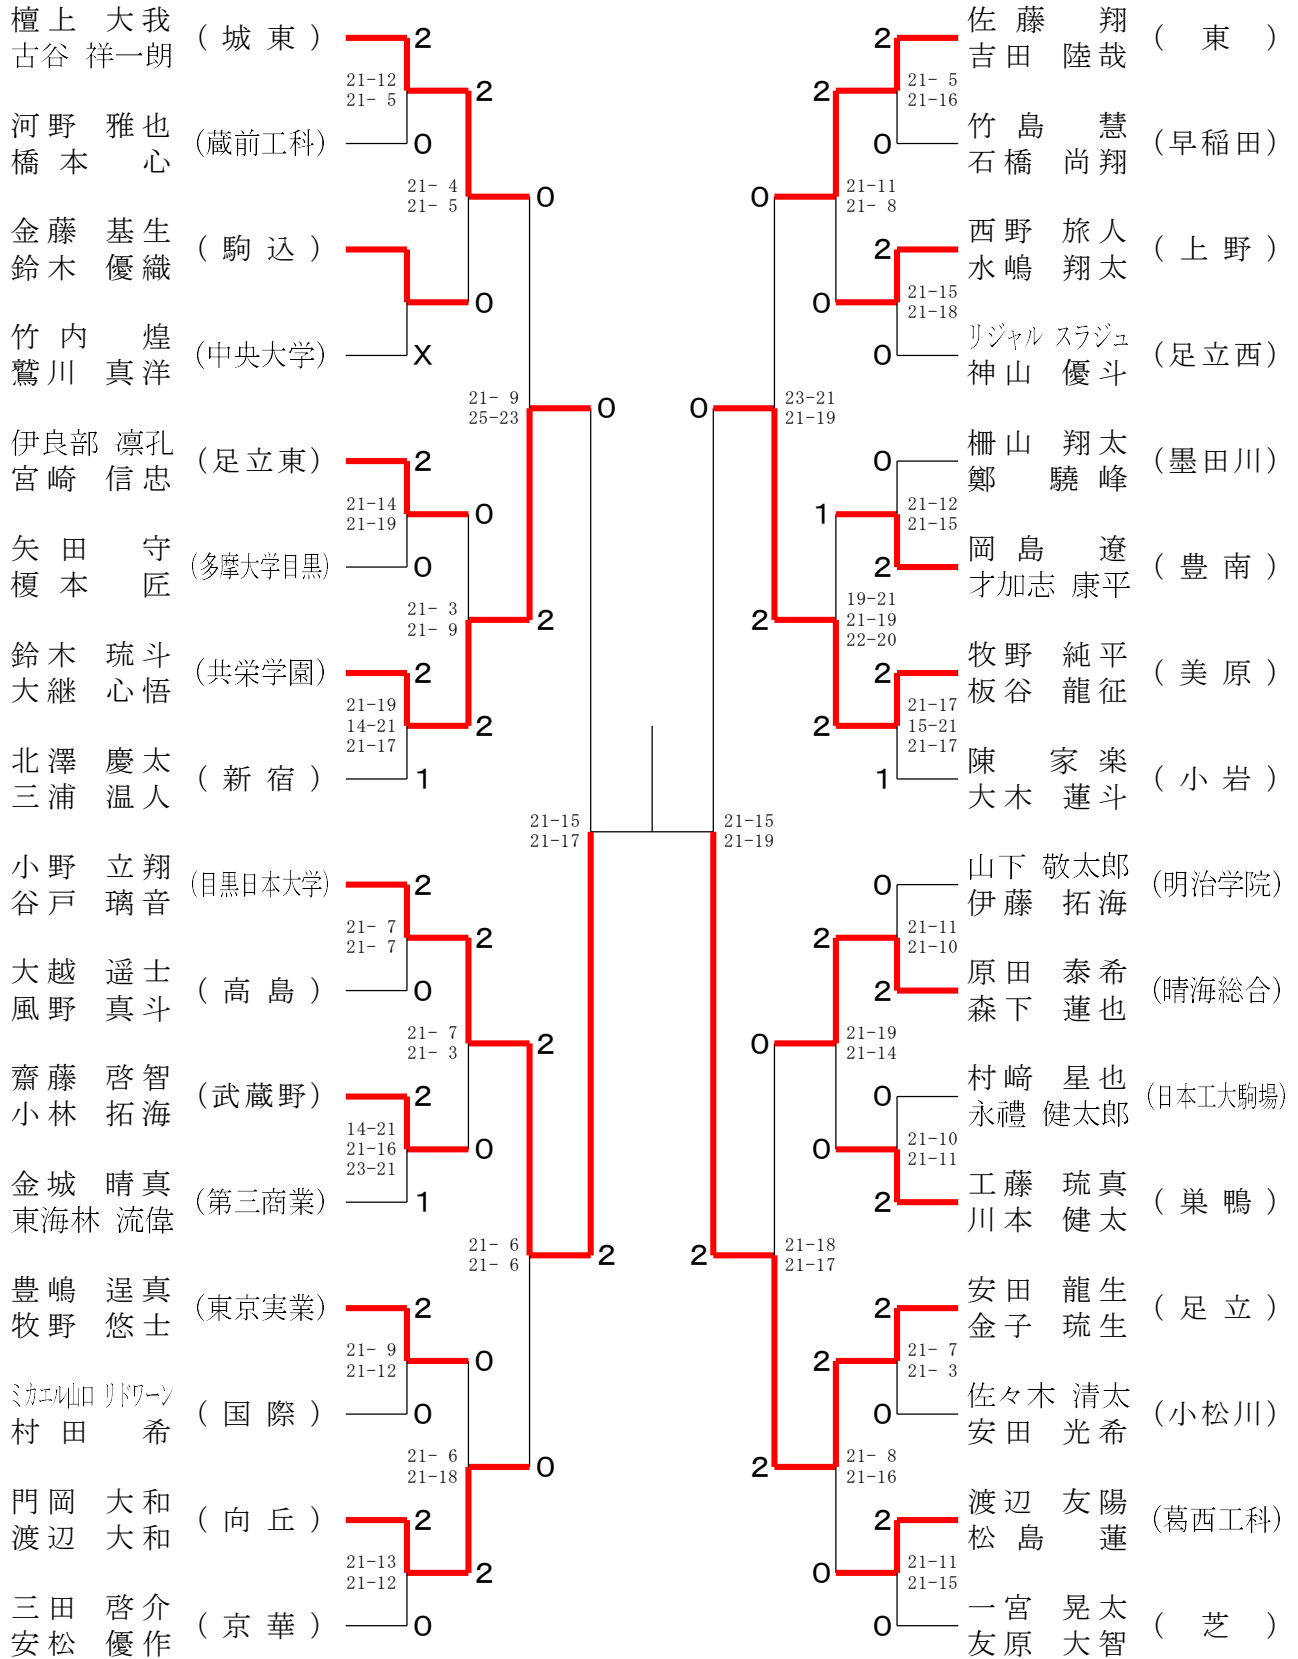 檀上 大我
古谷 祥一朗
(城東)
2
21-12
21- 5
2
河野 雅也
橋本 心
(蔵前工科)
0
21- 4
21- 5
0
金藤 基生
鈴木 優織
(駒込)
0
竹内 煌
鷲川 真洋
(中央大学)
X
21- 9
25-23
0
伊良部 凛孔
宮崎 信忠
(足立東)
2
21-14
21-19
0
矢田 守
榎本 匠
(多摩大学目黒)
0
21- 3
21- 9
2
鈴木 琉斗
大継 心悟
(共栄学園)
2
21-19
14-21
21-17
2
北澤 慶太
三浦 温人
(新宿)
1
21-15
21-17
小野 立翔
谷戸 璃音
(目黒日本大学)
2
21- 7
21- 7
2
大越 遥士
風野 真斗
(高島)
0
21- 7
21- 3
2
齋藤 啓智
小林 拓海
(武蔵野)
2
14-21
21-16
23-21
0
金城 晴真
東海林 流偉
(第三商業)
1
21- 6
21- 6
2
豊嶋 逞真
牧野 悠士
(東京実業)
2
21- 9
21-12
0
ミカエル山口 リドワーン
村田 希
(国際)
0
21- 6
21-18
0
門岡 大和
渡辺 大和
(向丘)
2
21-13
21-12
2
三田 啓介
安松 優作
(京華)
0
佐藤 翔
吉田 陸哉
(東)
2
21- 5
21-16
2
竹島 慧
石橋 尚翔
(早稲田)
0
21-11
21- 8
0
西野 旅人
水嶋 翔太
(上野)
2
21-15
21-18
0
リジャル スラジュ
神山 優斗
(足立西)
0
23-21
21-19
0
柵山 翔太
鄭 驍峰
(墨田川)
0
21-12
21-15
1
岡島 遼
才加志 康平
(豊南)
2
19-21
21-19
22-20
2
牧野 純平
板谷 龍征
(美原)
2
21-17
15-21
21-17
2
陳 家楽
大木 蓮斗
(小岩)
1
21-15
21-19
山下 敬太郎
伊藤 拓海
(明治学院)
0
21-11
21-10
2
原田 泰希
森下 蓮也
(晴海総合)
2
21-19
21-14
0
村﨑 星也
永禮 健太郎
(日本工大駒場)
0
21-10
21-11
0
工藤 琉真
川本 健太
(巣鴨)
2
21-18
21-17
2
安田 龍生
金子 琉生
(足立)
2
21- 7
21- 3
2
佐々木 清太
安田 光希
(小松川)
0
21- 8
21-16
2
渡辺 友陽
松島 蓮
(葛西工科)
2
21-11
21-15
0
一宮 晃太
友原 大智
(芝)
0